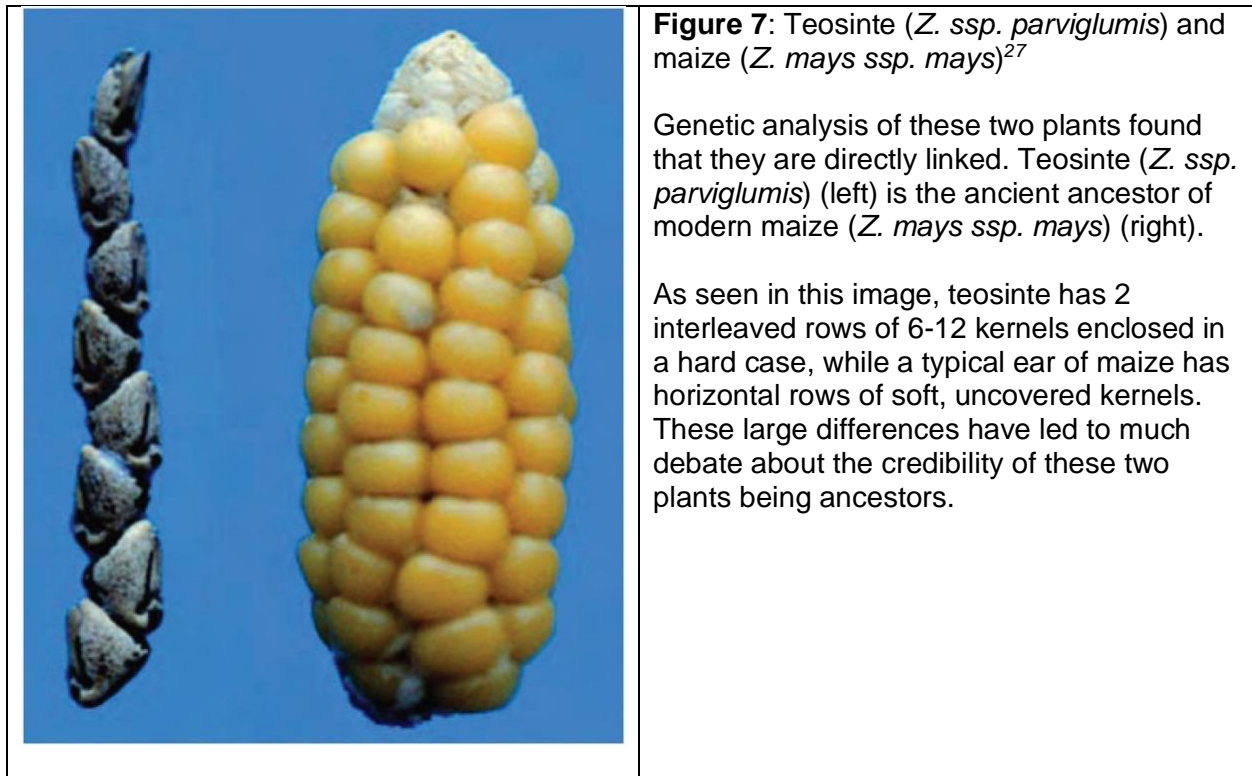 Figure 7: Teosinte (Z. ssp. parviglumis) and
maize (Z. mays ssp. mays)27
Genetic analysis of these two plants found
that they are directly linked. Teosinte (Z. ssp.
parviglumis) (left) is the ancient ancestor of
modern maize (Z. mays ssp. mays) (right).
As seen in this image, teosinte has 2
interleaved rows of 6-12 kernels enclosed in
a hard case, while a typical ear of maize has
horizontal rows of soft, uncovered kernels.
These large differences have led to much
debate about the credibility of these two
plants being ancestors.